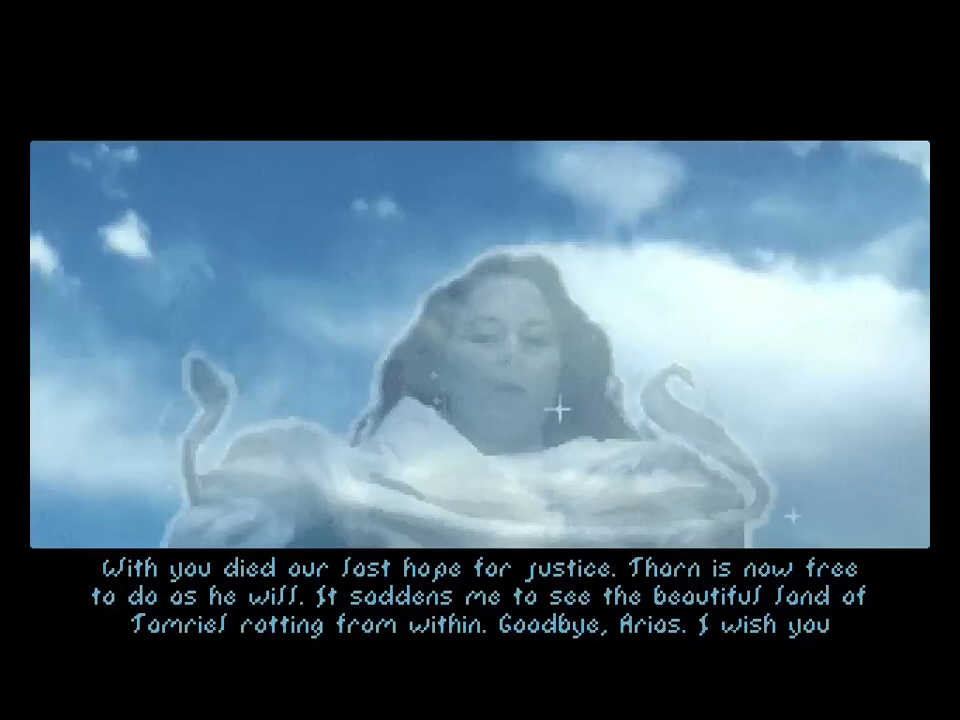 With you died our last hope for justice. Tharn is now free
to do as he will. It saddens me to see the beautiful land of
Tamriel rotting from within. Goodbye, Arios. I wish you